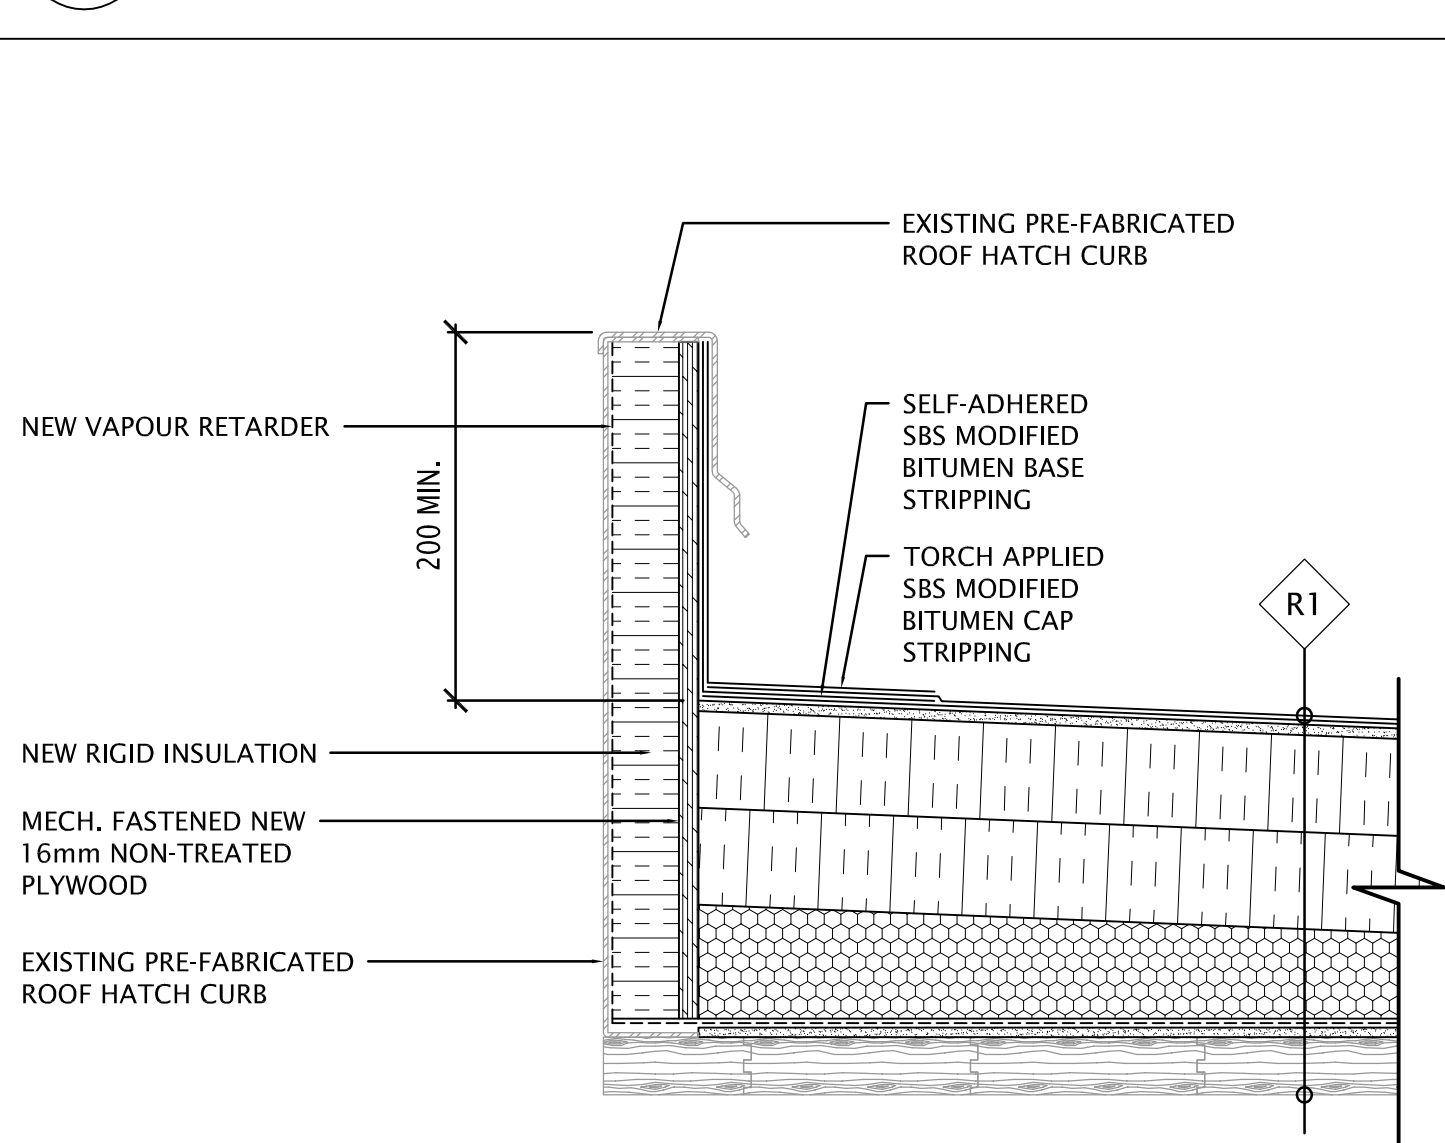 EXISTING PRE-FABRICATED
ROOF HATCH CURB
NEW VAPOUR RETARDER
200 MIN.
SELF-ADHERED
SBS MODIFIED
BITUMEN BASE
STRIPPING
TORCH APPLIED
SBS MODIFIED
BITUMEN CAP
STRIPPING
R1
NEW RIGID INSULATION
MECH. FASTENED NEW
16mm NON-TREATED
PLYWOOD
EXISTING PRE-FABRICATED
ROOF HATCH CURB